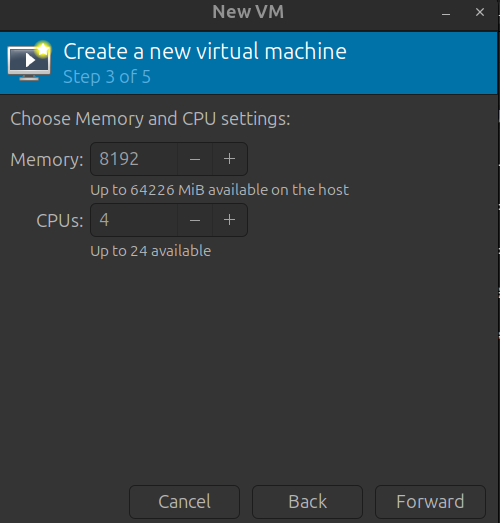 New VM
Create a new virtual machine
Step 3 of 5
Choose Memory and CPU settings:
Memory: 8192
Up to 64226 MiB available on the host
CPUs: 4
Up to 24 available
Cancel Back Forward